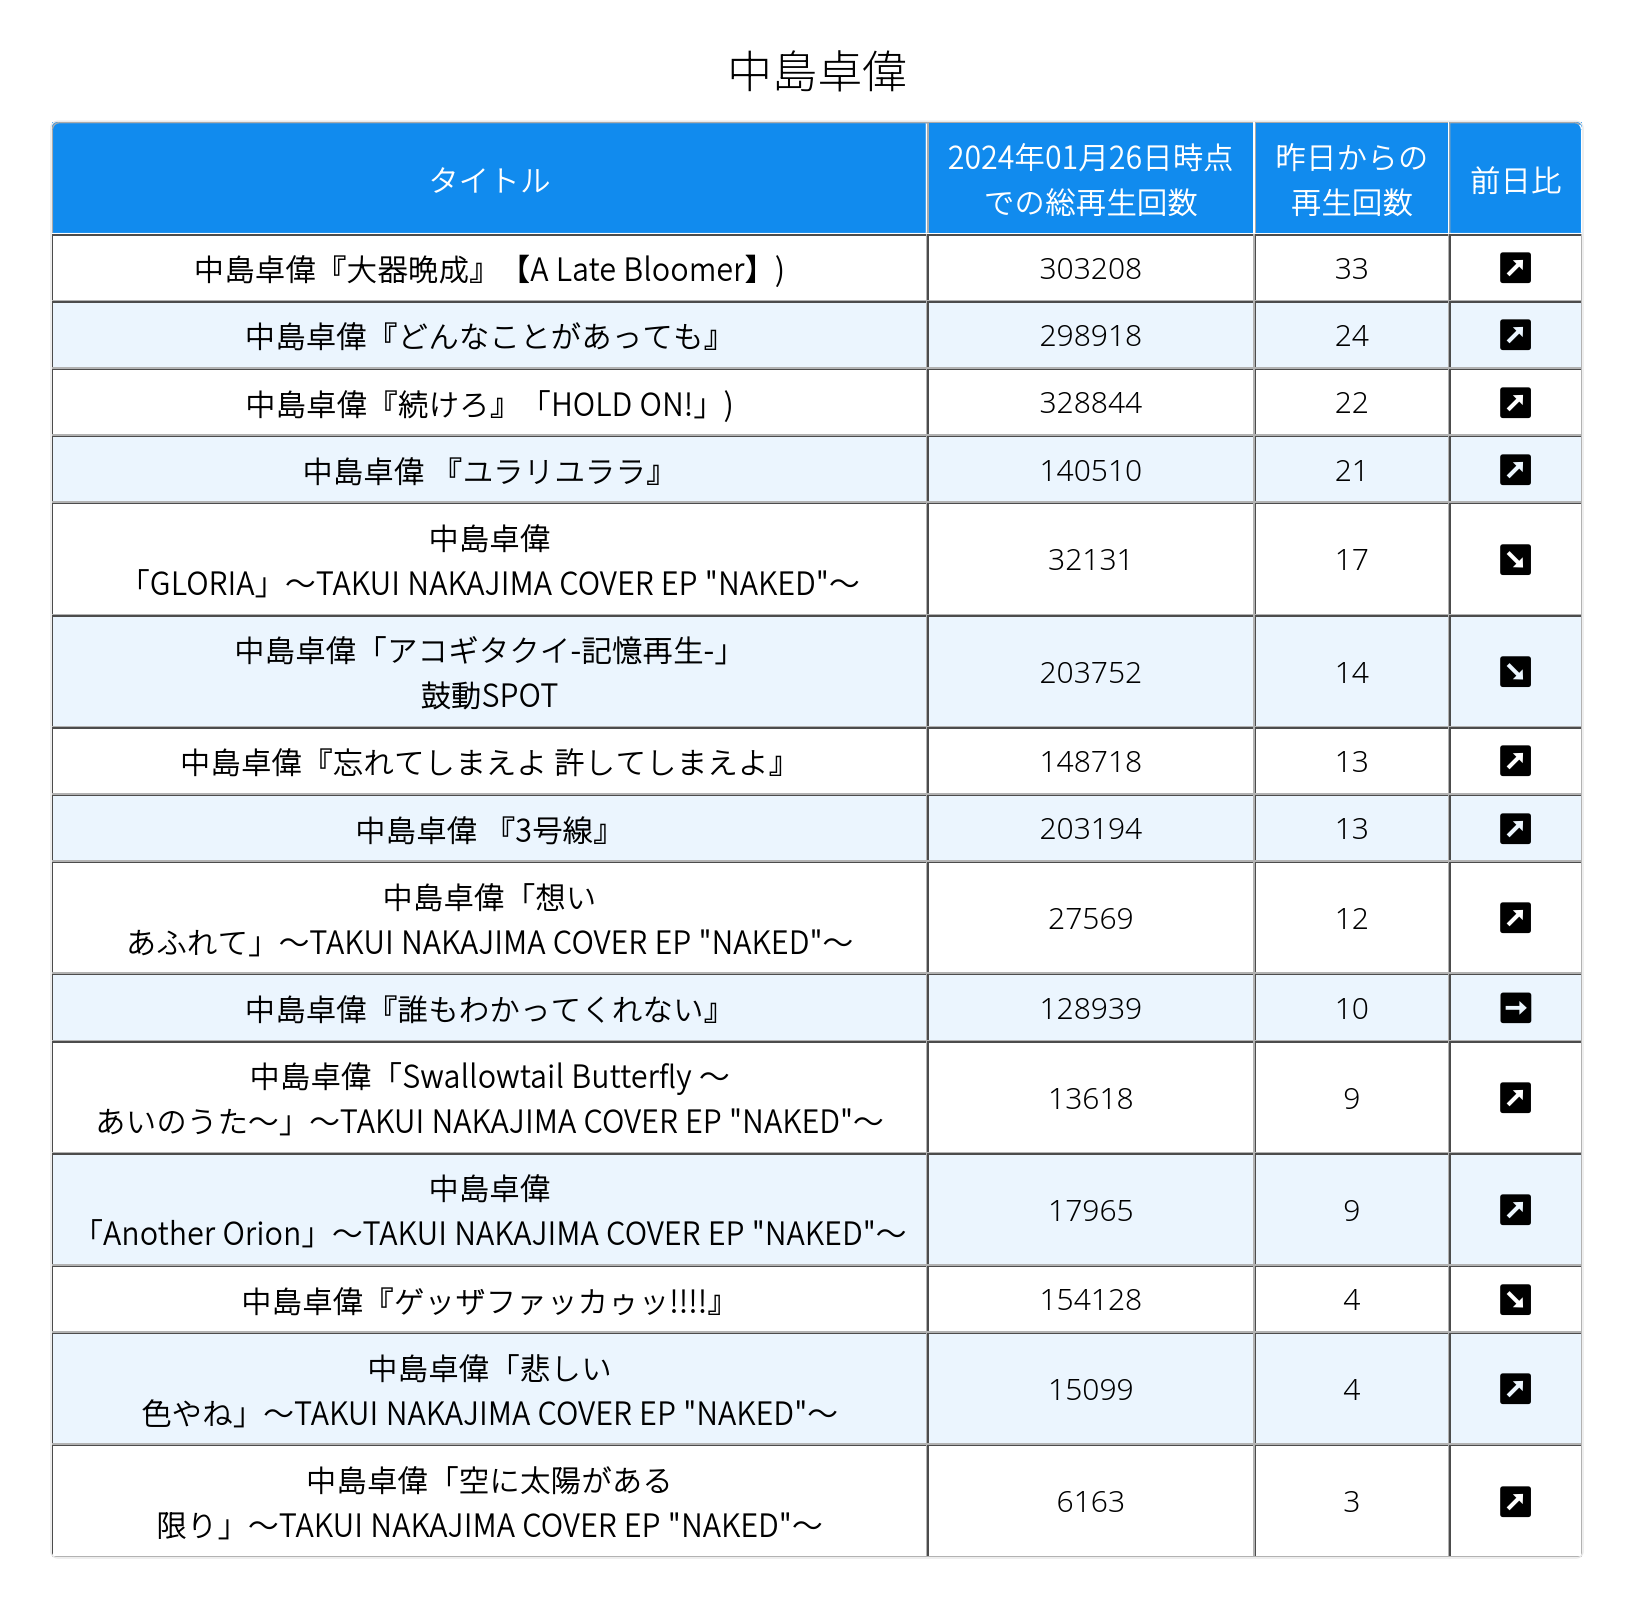 中島卓偉
タイトル
2024年01月26日時点
での総再生回数
昨日からの
再生回数
前日比
中島卓偉『大器晩成』【A Late Bloomer】)
303208
33
中島卓偉『どんなことがあっても』
298918
24
中島卓偉『続けろ』「HOLD ON!」)
328844
22
中島卓偉 『ユラリユララ』
140510
21
中島卓偉
「GLORIA」～TAKUI NAKAJIMA COVER EP "NAKED"～
32131
17
中島卓偉「アコギタクイ-記憶再生-」
鼓動SPOT
203752
14
中島卓偉『忘れてしまえよ 許してしまえよ』
148718
13
中島卓偉 『3号線』
203194
13
中島卓偉「想い
あふれて」～TAKUI NAKAJIMA COVER EP "NAKED"～
27569
12
中島卓偉『誰もわかってくれない』
128939
10
中島卓偉「Swallowtail Butterfly ～
あいのうた～」～TAKUI NAKAJIMA COVER EP "NAKED"～
13618
9
中島卓偉
「Another Orion」～TAKUI NAKAJIMA COVER EP "NAKED"～
17965
9
中島卓偉『ゲッザファッカゥッ!!!!』
154128
4
中島卓偉「悲しい
色やね」～TAKUI NAKAJIMA COVER EP "NAKED"～
15099
4
中島卓偉「空に太陽がある
限り」～TAKUI NAKAJIMA COVER EP "NAKED"～
6163
3